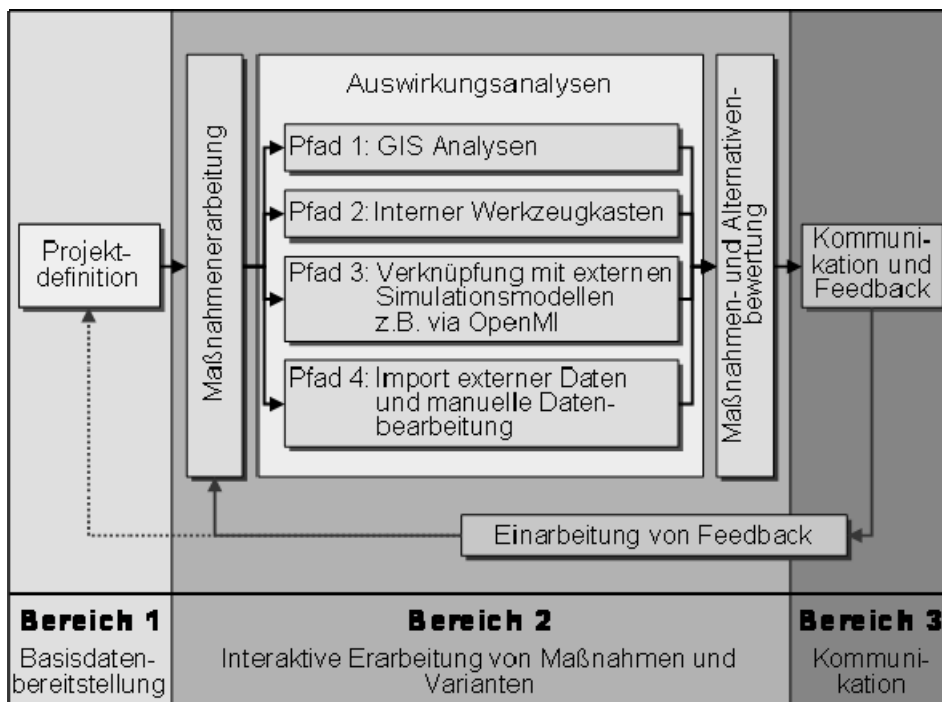 Projekt-
definition
Maßnahmenerarbeitung
Auswirkungsanalysen
Pfad 1: GIS Analysen
Pfad 2: Interner Werkzeugkasten
Pfad 3: Verknüpfung mit externen
Simulationsmodellen
z.B. via OpenMI
Pfad 4: Import externer Daten
und manuelle Daten-
bearbeitung
Maßnahmen- und Alternativen-
bewertung
Kommuni-
kation und
Feedback
Einarbeitung von Feedback
Bereich 1
Basisdaten-
bereitstellung
Bereich 2
Interaktive Erarbeitung von Maßnahmen und
Varianten
Bereich 3
Kommuni-
kation